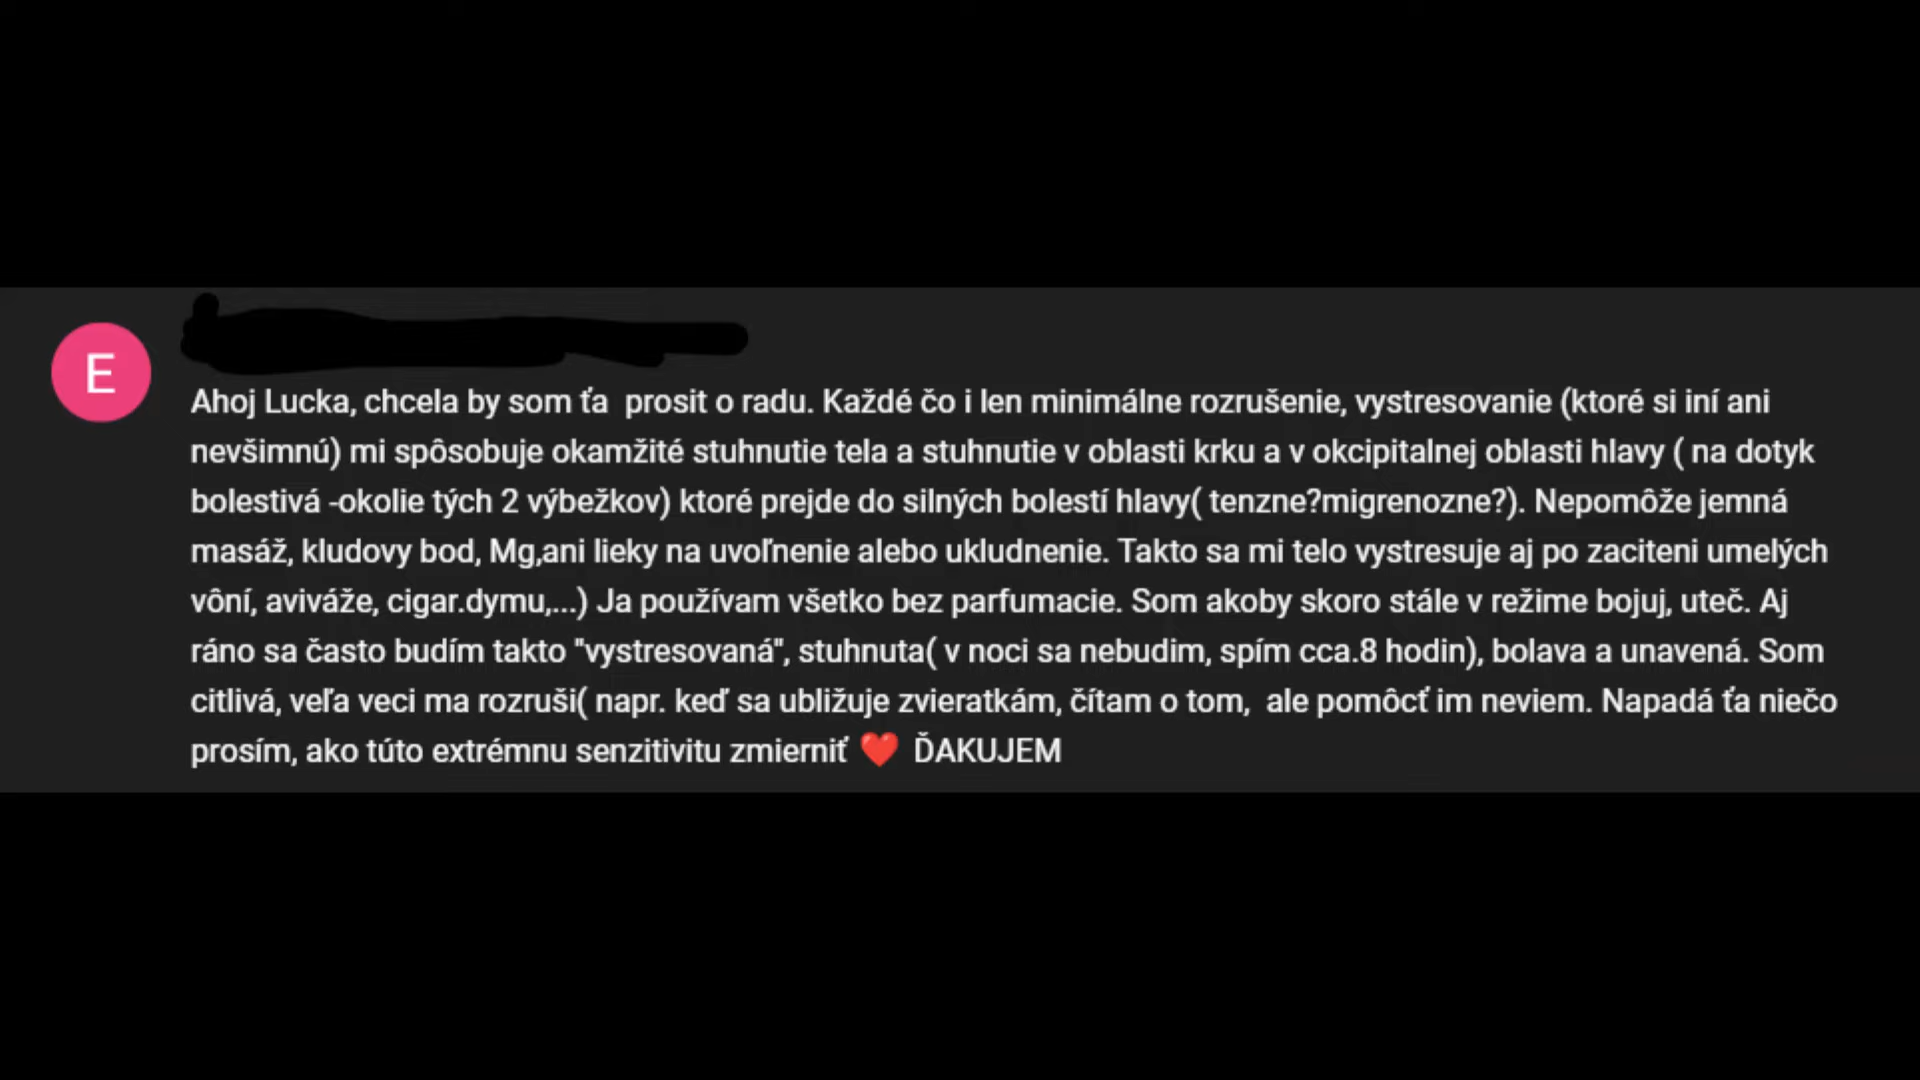 E
Ahoj Lucka, chcela by som ťa  prosit o radu. Každé čo i len minimálne rozrušenie, vystresovanie (ktoré si iní ani
nevšimnú) mi spôsobuje okamžité stuhnutie tela a stuhnutie v oblasti krku a v okcipitalnej oblasti hlavy ( na dotyk
bolestivá -okolie tých 2 výbežkov) ktoré prejde do silných bolestí hlavy( tenzne?migrenozne?). Nepomôže jemná
masáž, kludovy bod, Mg,ani lieky na uvoľnenie alebo ukludnenie. Takto sa mi telo vystresuje aj po zaciteni umelých
vôní, aviváže, cigar.dymu,...) Ja používam všetko bez parfumacie. Som akoby skoro stále v režime bojuj, uteč. Aj
ráno sa často budím takto "vystresovaná", stuhnuta( v noci sa nebudim, spím cca.8 hodin), bolava a unavená. Som
citlivá, veľa veci ma rozruši( napr. keď sa ubližuje zvieratkám, čítam o tom,  ale pomôcť im neviem. Napadá ťa niečo
prosím, ako túto extrémnu senzitivitu zmierniť ❤️ ĎAKUJEM